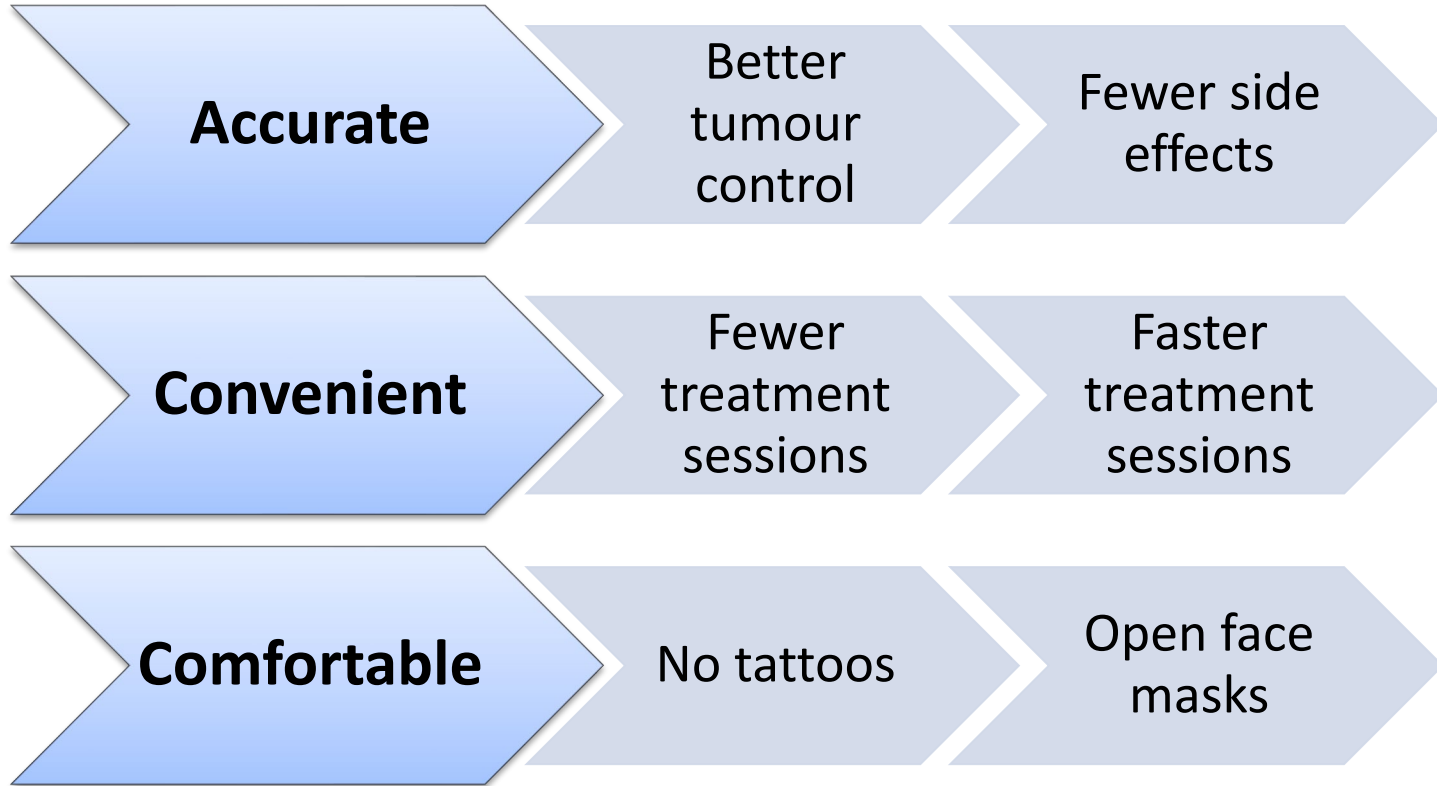 Accurate
Better
tumour
control
Fewer side
effects
Convenient
Fewer
treatment
sessions
Faster
treatment
sessions
Comfortable
No tattoos
Open face
masks